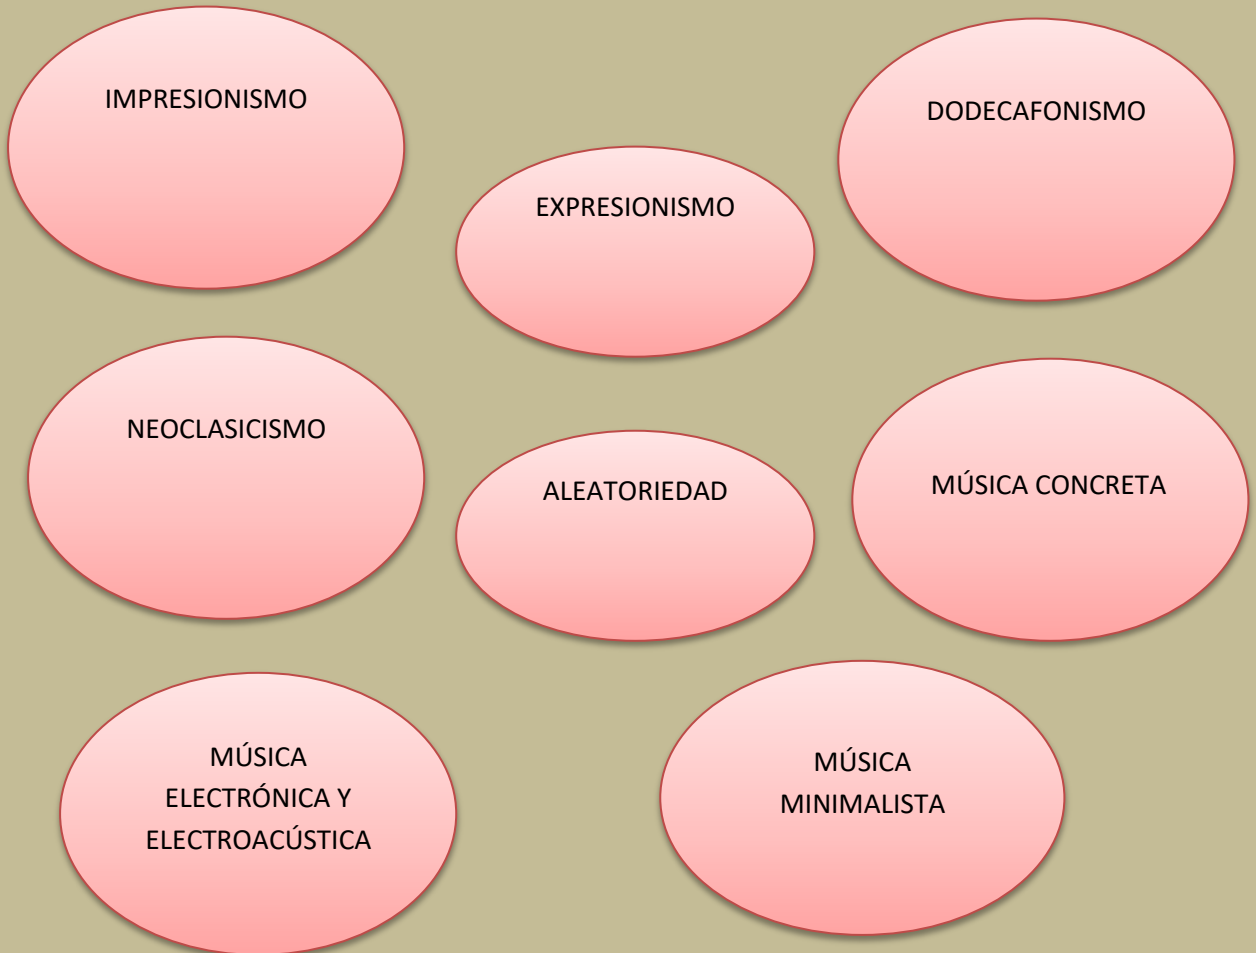 IMPRESIONISMO
DODECAFONISMO
EXPRESIONISMO
NEOCLASICISMO
ALEATORIEDAD
MÚSICA CONCRETA
MÚSICA
ELECTRÓNICA Y
ELECTROACÚSTICA
MÚSICA
MINIMALISTA